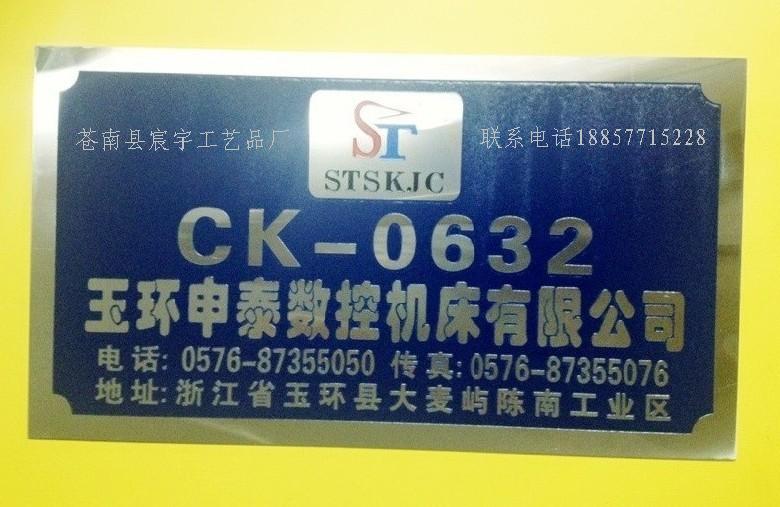 苍南县宸宇工艺品厂
联系电话18857715228
ST
STSKJC
CK-0632
玉环申泰数控机床有限公司
电话: 0576-87355050 传真: 0576-87355076
地址: 浙江省玉环县大麦屿陈南工业区